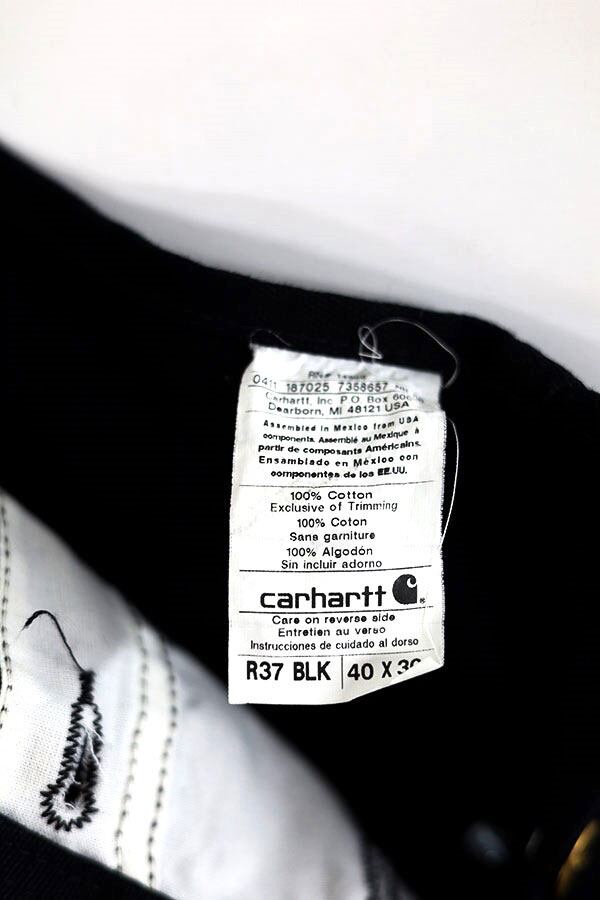 187025 7358657
Carhartt, Inc P.O. Box
Dearborn, MI 48121 USA
Assembled in Mexico from USA
components. Assemblé au Mexique à
partir de composants Américains.
Ensamblado en México con
componentes de los EE.UU.
100% Cotton
Exclusive of Trimming
100% Coton
Sans garniture
100% Algodón
Sin incluir adorno
carhartt ®
Care on reverse side
Entretien au verso
Instrucciones de cuidado al dorso
R37 BLK 40 X